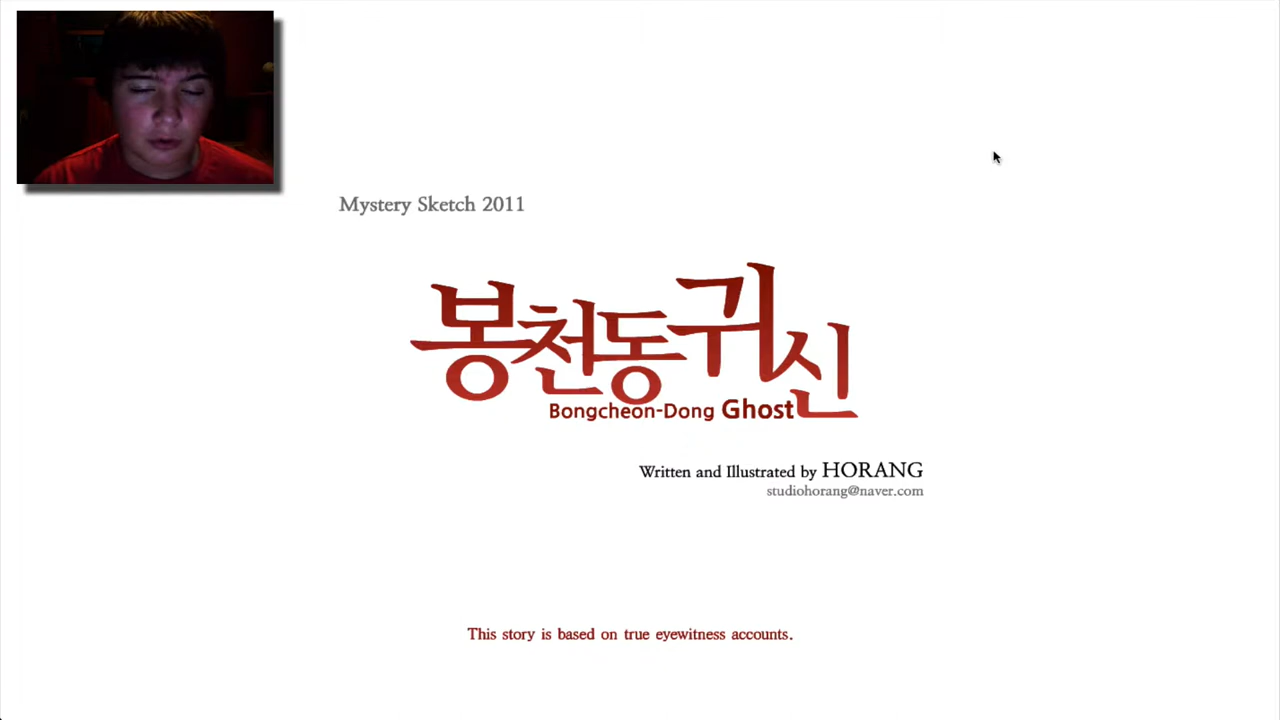 Mystery Sketch 2011
봉천동귀신
Bongcheon-Dong Ghost
Written and Illustrated by HORANG
studiohorang@naver.com
This story is based on true eyewitness accounts.